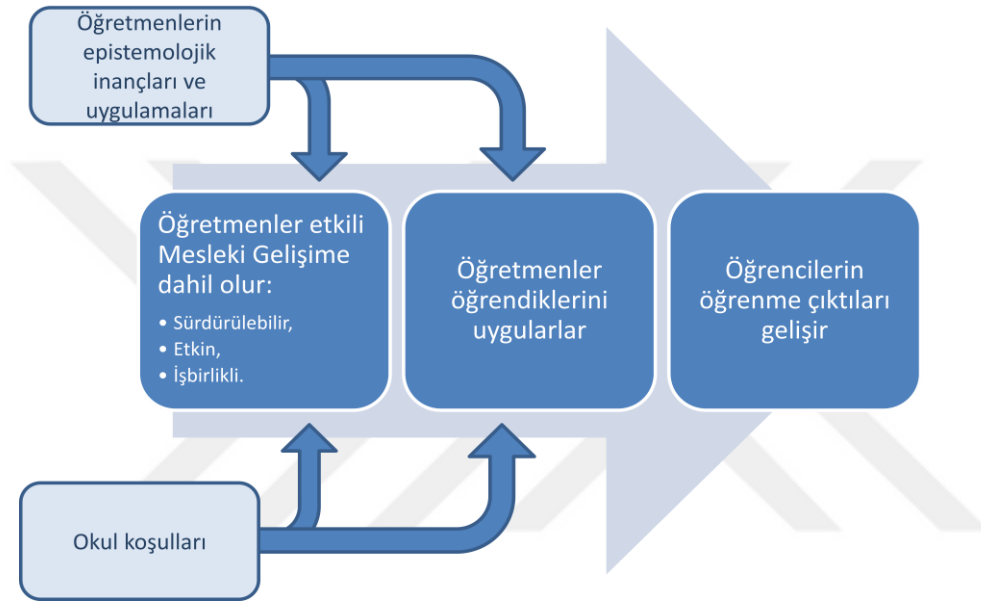 Öğretmenlerin
epistemolojik
inançları ve
uygulamaları
Öğretmenler etkili
Mesleki Gelişime
dahil olur:
• Sürdürülebilir,
• Etkin,
• İşbirlikli.
Öğretmenler
öğrendiklerini
uygularlar
Öğrencilerin
öğrenme çıktıları
gelişir
Okul koşulları